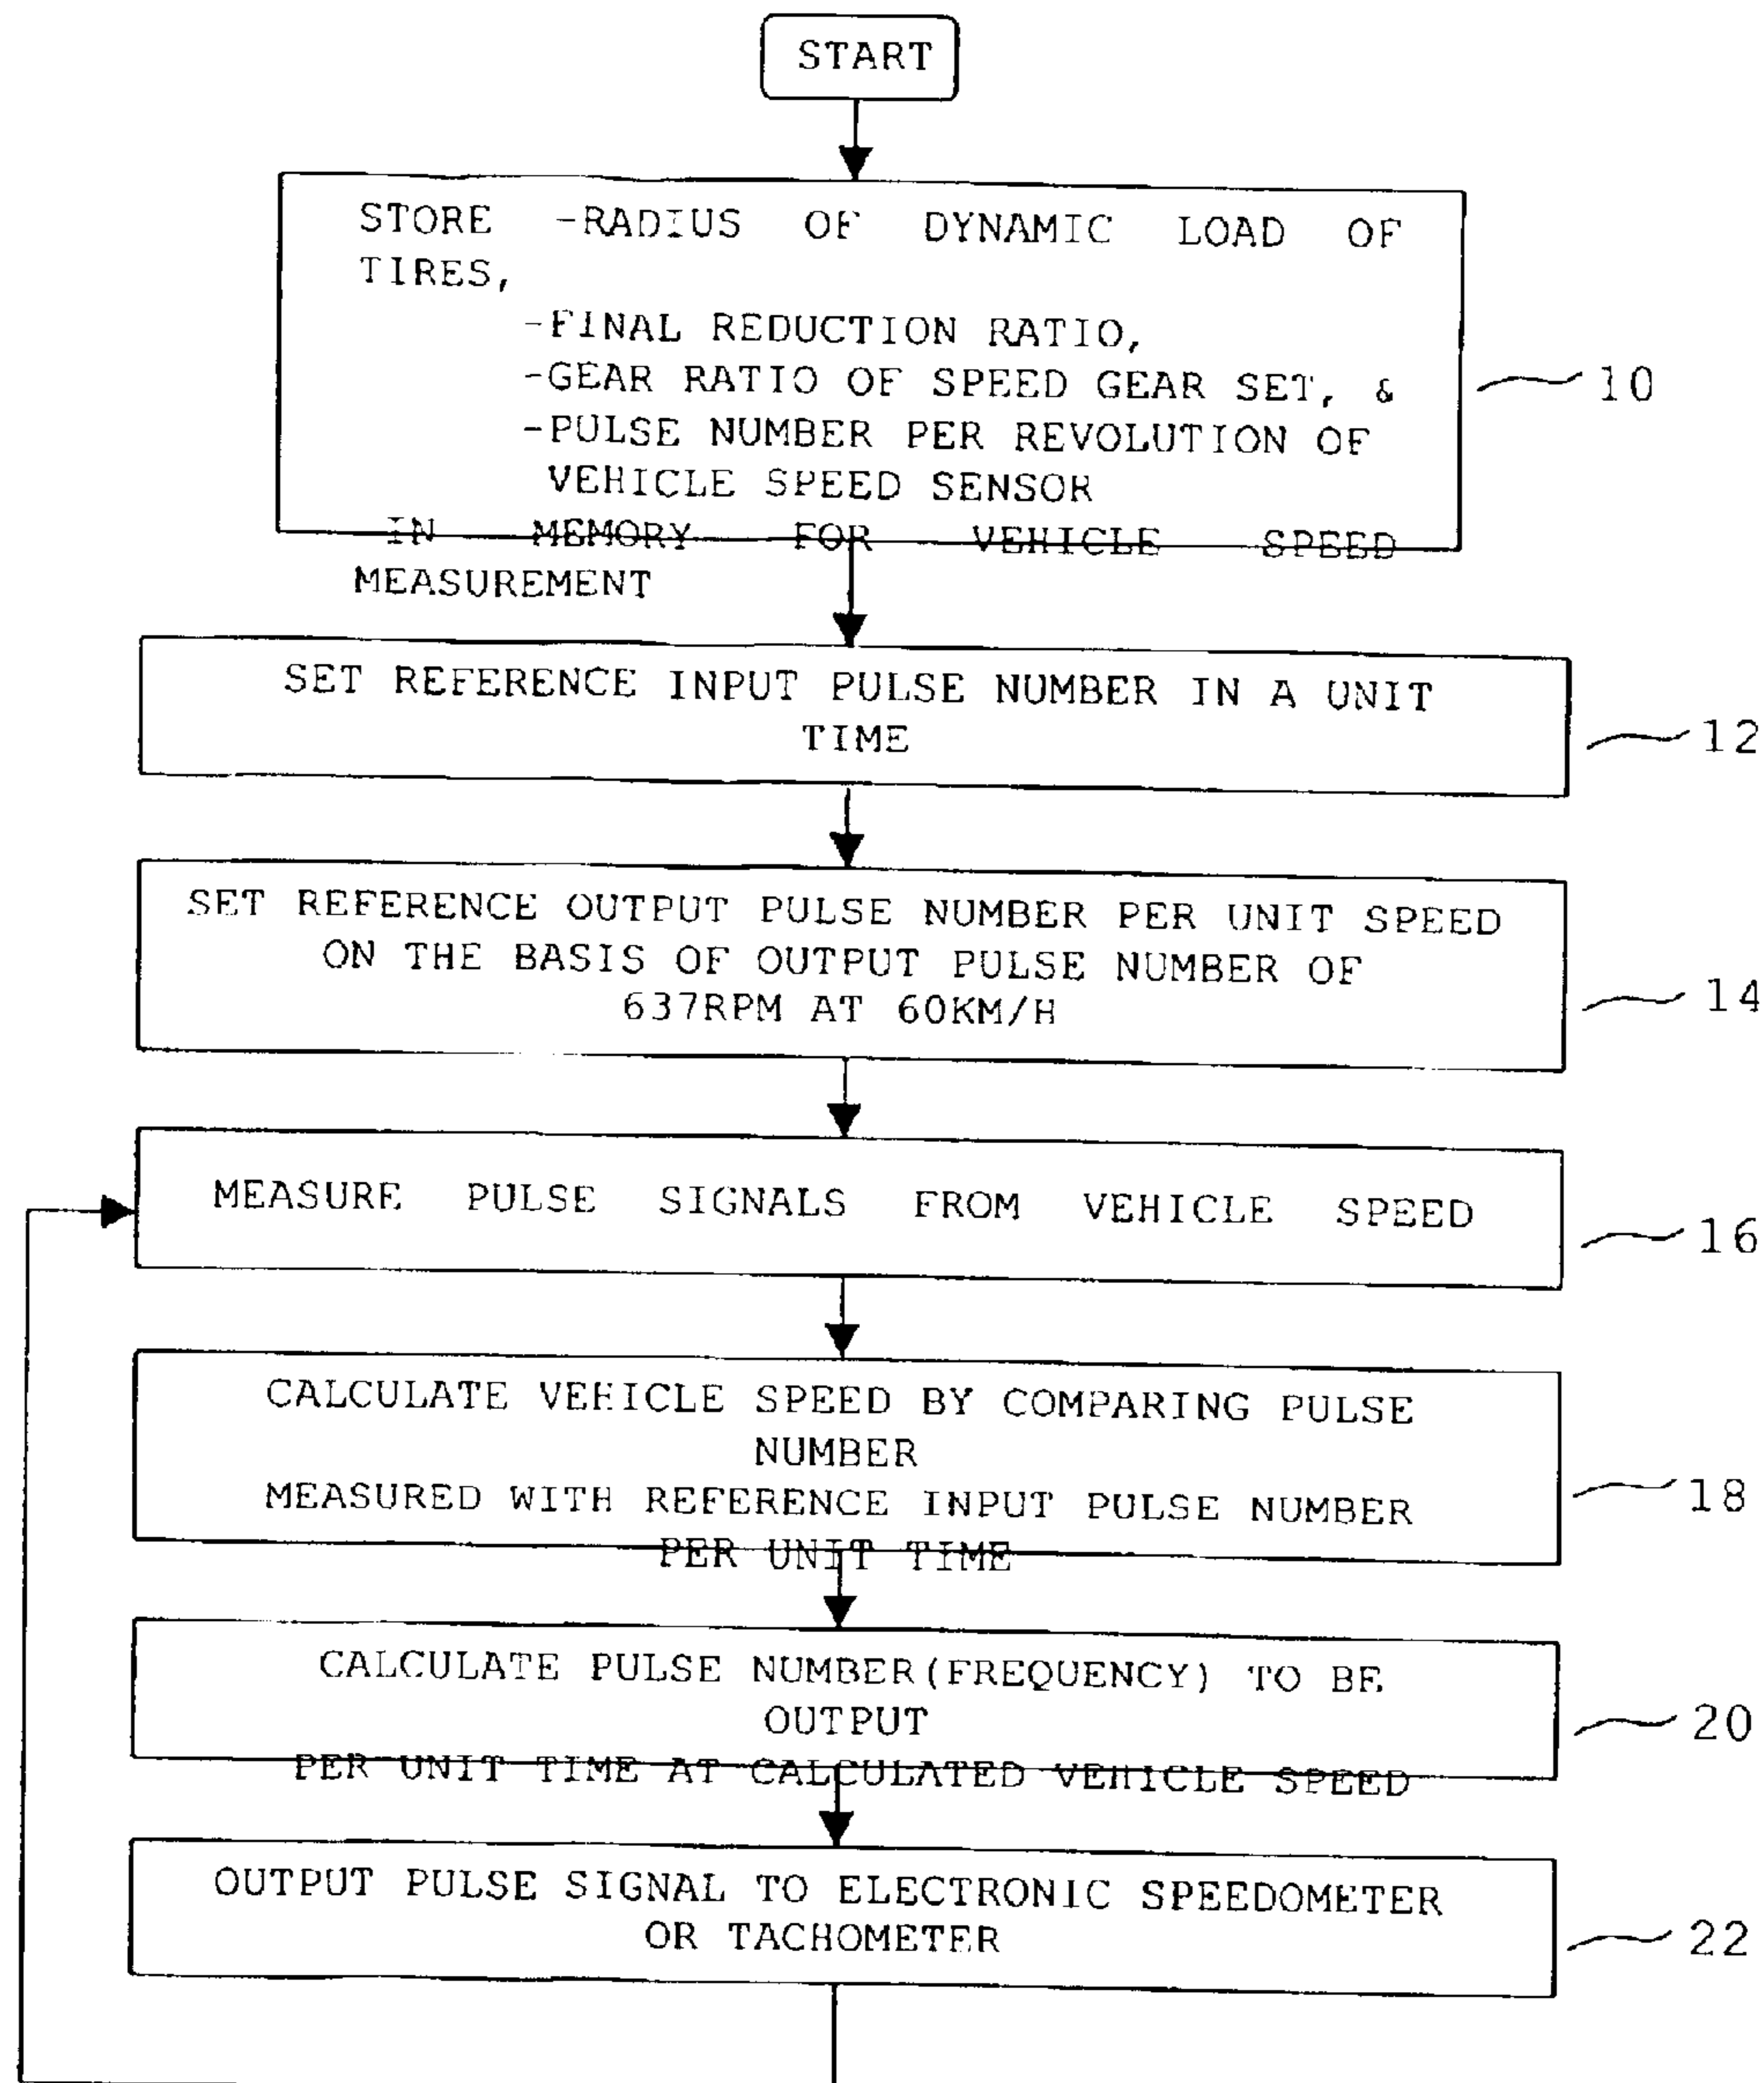 START
STORE -RADIUS OF DYNAMIC LOAD OF
TIRES,
-FINAL REDUCTION RATIO,
-GEAR RATIO OF SPEED GEAR SET, &
-PULSE NUMBER PER REVOLUTION OF
VEHICLE SPEED SENSOR
IN MEMORY FOR VEHICLE SPEED
MEASUREMENT
10
SET REFERENCE INPUT PULSE NUMBER IN A UNIT
TIME
12
SET REFERENCE OUTPUT PULSE NUMBER PER UNIT SPEED
ON THE BASIS OF OUTPUT PULSE NUMBER OF
637RPM AT 60KM/H
14
MEASURE PULSE SIGNALS FROM VEHICLE SPEED
16
CALCULATE VEHICLE SPEED BY COMPARING PULSE
NUMBER
MEASURED WITH REFERENCE INPUT PULSE NUMBER
PER UNIT TIME
18
CALCULATE PULSE NUMBER(FREQUENCY) TO BE
OUTPUT
PER UNIT TIME AT CALCULATED VEHICLE SPEED
20
OUTPUT PULSE SIGNAL TO ELECTRONIC SPEEDOMETER
OR TACHOMETER
22